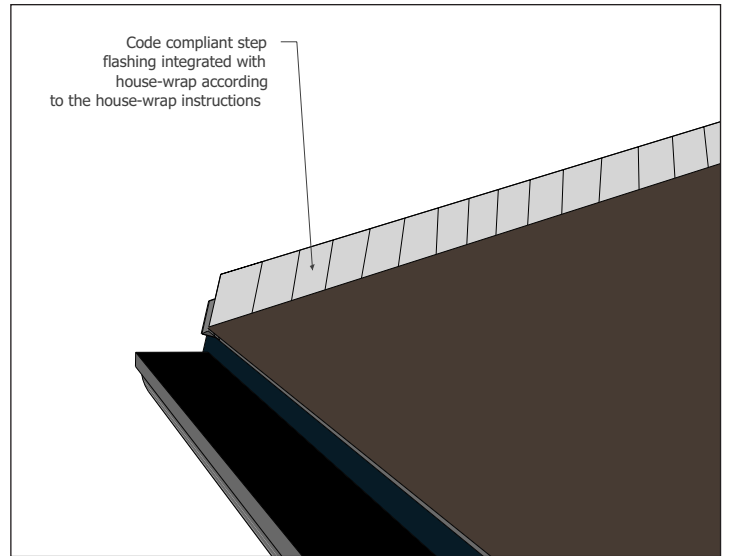 Code compliant step
flashing integrated with
house-wrap according
to the house-wrap instructions